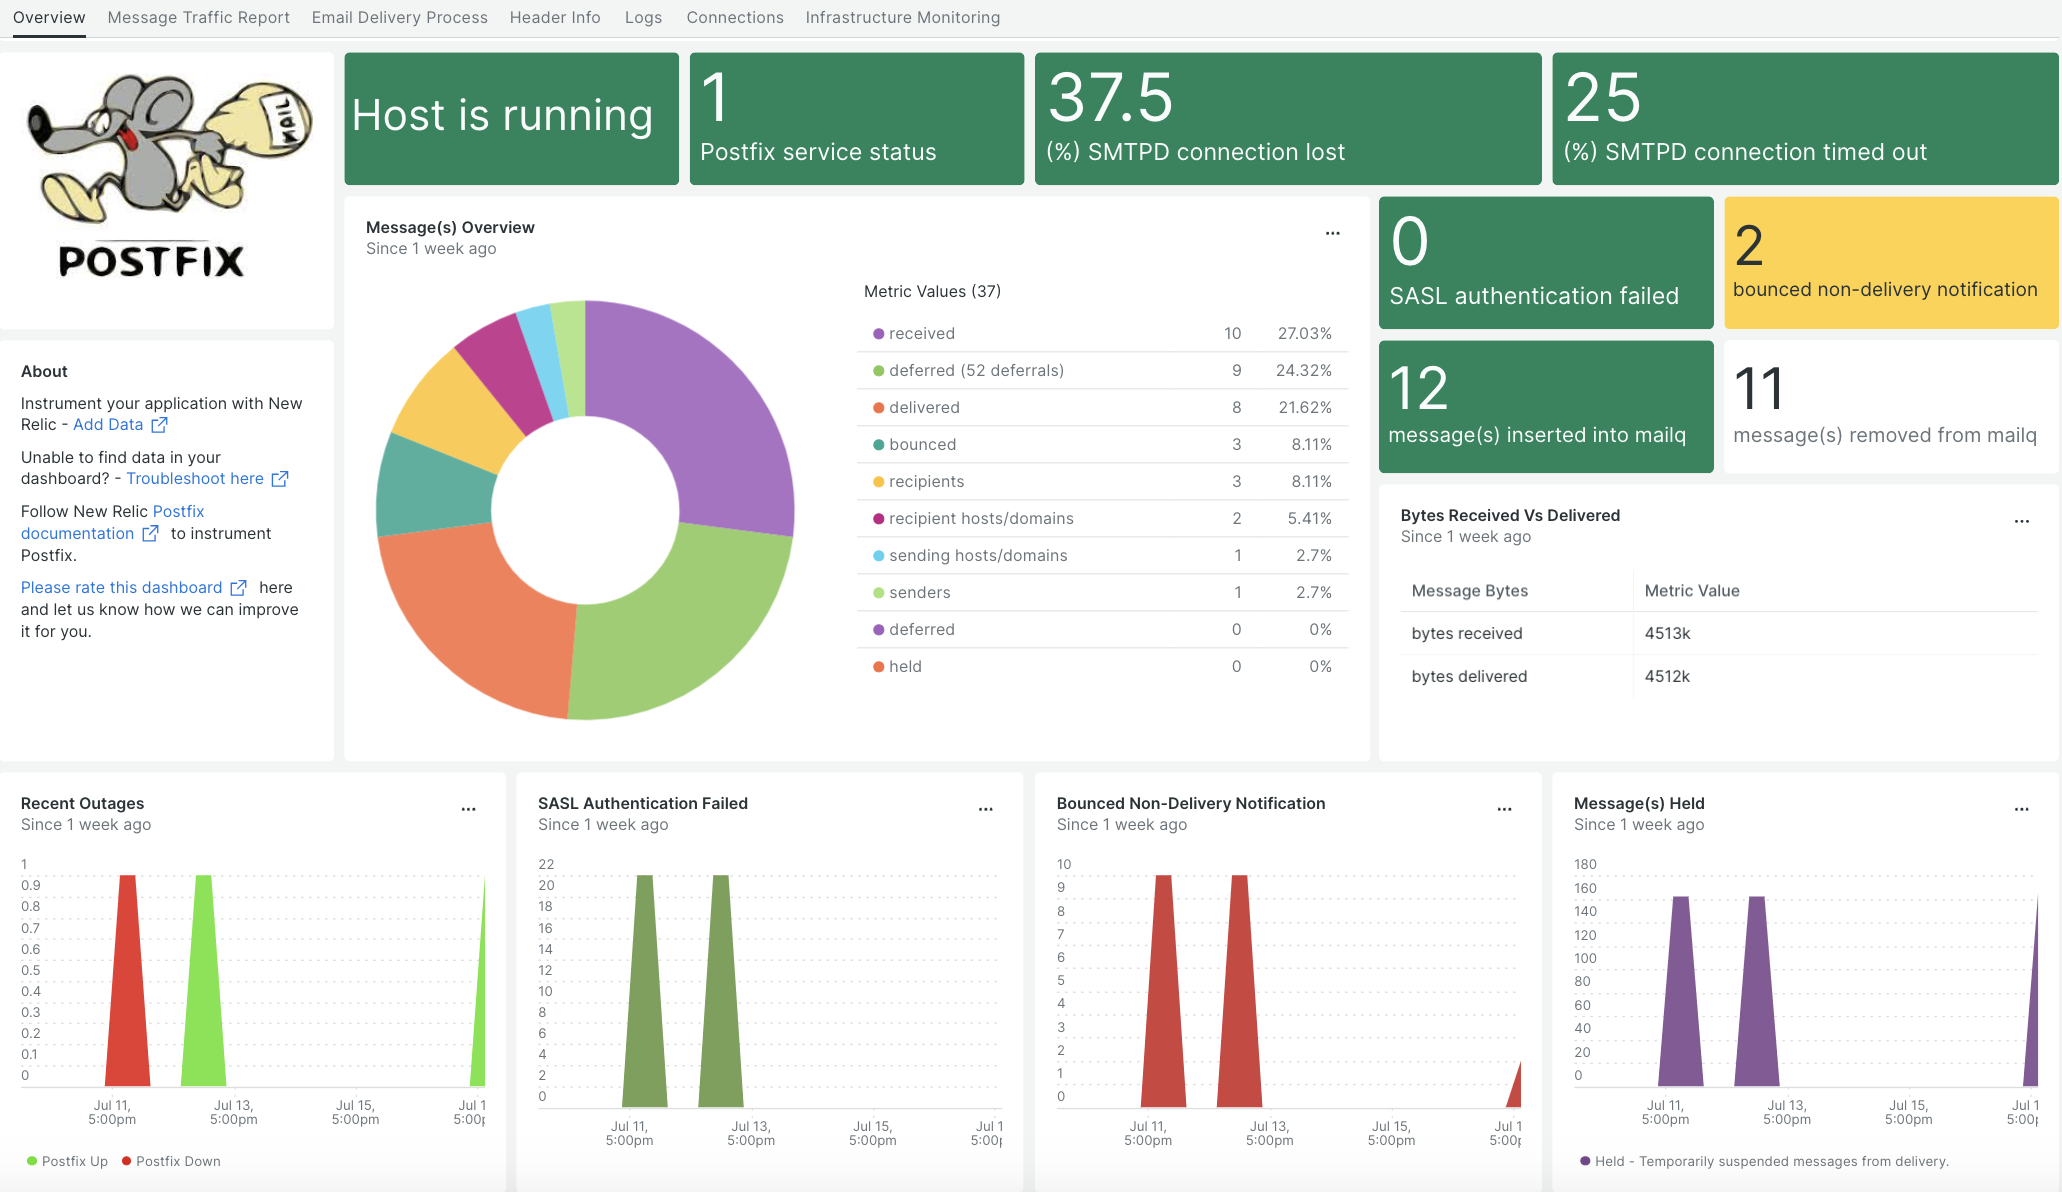 Overview Message Traffic Report Email Delivery Process Header Info Logs Connections Infrastructure Monitoring
MAIL
POSTFIX
Host is running
1
Postfix service status
37.5
(%) SMTPD connection lost
25
(%) SMTPD connection timed out
About
Instrument your application with New
Relic - Add Data
Unable to find data in your
dashboard? - Troubleshoot here
Follow New Relic Postfix
documentation to instrument
Postfix.
Please rate this dashboard here
and let us know how we can improve
it for you.
Message(s) Overview
Since 1 week ago
...
Metric Values (37)
received 10 27.03%
deferred (52 deferrals) 9 24.32%
delivered 8 21.62%
bounced 3 8.11%
recipients 3 8.11%
recipient hosts/domains 2 5.41%
sending hosts/domains 1 2.7%
senders 1 2.7%
deferred 0 0%
held 0 0%
0
SASL authentication failed
2
bounced non-delivery notification
12
message(s) inserted into mailq
11
message(s) removed from mailq
Bytes Received Vs Delivered
Since 1 week ago
...
Message Bytes Metric Value
bytes received 4513k
bytes delivered 4512k
Recent Outages
Since 1 week ago
...
1
0.9
0.8
0.7
0.6
0.5
0.4
0.3
0.2
0.1
0
Jul 11, Jul 13, Jul 15, Jul 1
5:00pm 5:00pm 5:00pm 5:00p
Postfix Up Postfix Down
SASL Authentication Failed
Since 1 week ago
...
22
20
18
16
14
12
10
8
6
4
2
0
Jul 11, Jul 13, Jul 15, Jul 1
5:00pm 5:00pm 5:00pm 5:00p
Bounced Non-Delivery Notification
Since 1 week ago
...
10
9
8
7
6
5
4
3
2
1
0
Jul 11, Jul 13, Jul 15, Jul 1
5:00pm 5:00pm 5:00pm 5:00p
Message(s) Held
Since 1 week ago
...
180
160
140
120
100
80
60
40
20
0
Jul 11, Jul 13, Jul 15, Jul 1
5:00pm 5:00pm 5:00pm 5:00p
Held - Temporarily suspended messages from delivery.